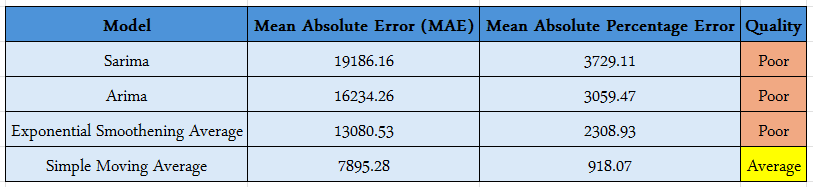 Model Mean Absolute Error (MAE) Mean Absolute Percentage Error Quality
Sarima 19186.16 3729.11 Poor
Arima 16234.26 3059.47 Poor
Exponential Smoothening Average 13080.53 2308.93 Poor
Simple Moving Average 7895.28 918.07 Average